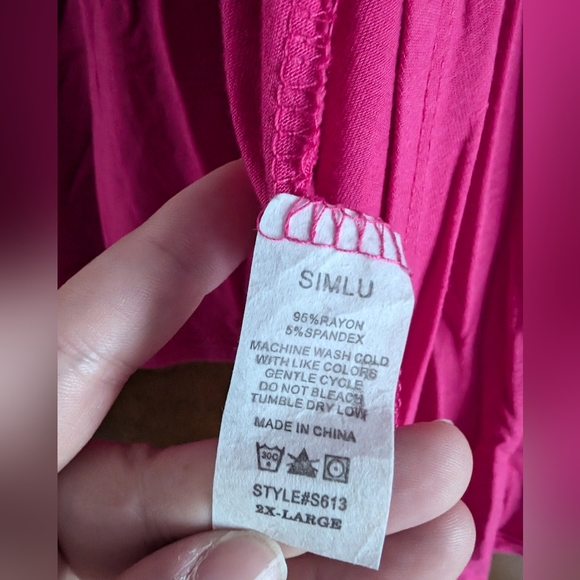 SIMLU
95%RAYON
5%SPANDEX
MACHINE WASH COLD
WITH LIKE COLORS
GENTLE CYCLE
DO NOT BLEACH
TUMBLE DRY LOW
MADE IN CHINA
30C
STYLE#S613
2X-LARGE